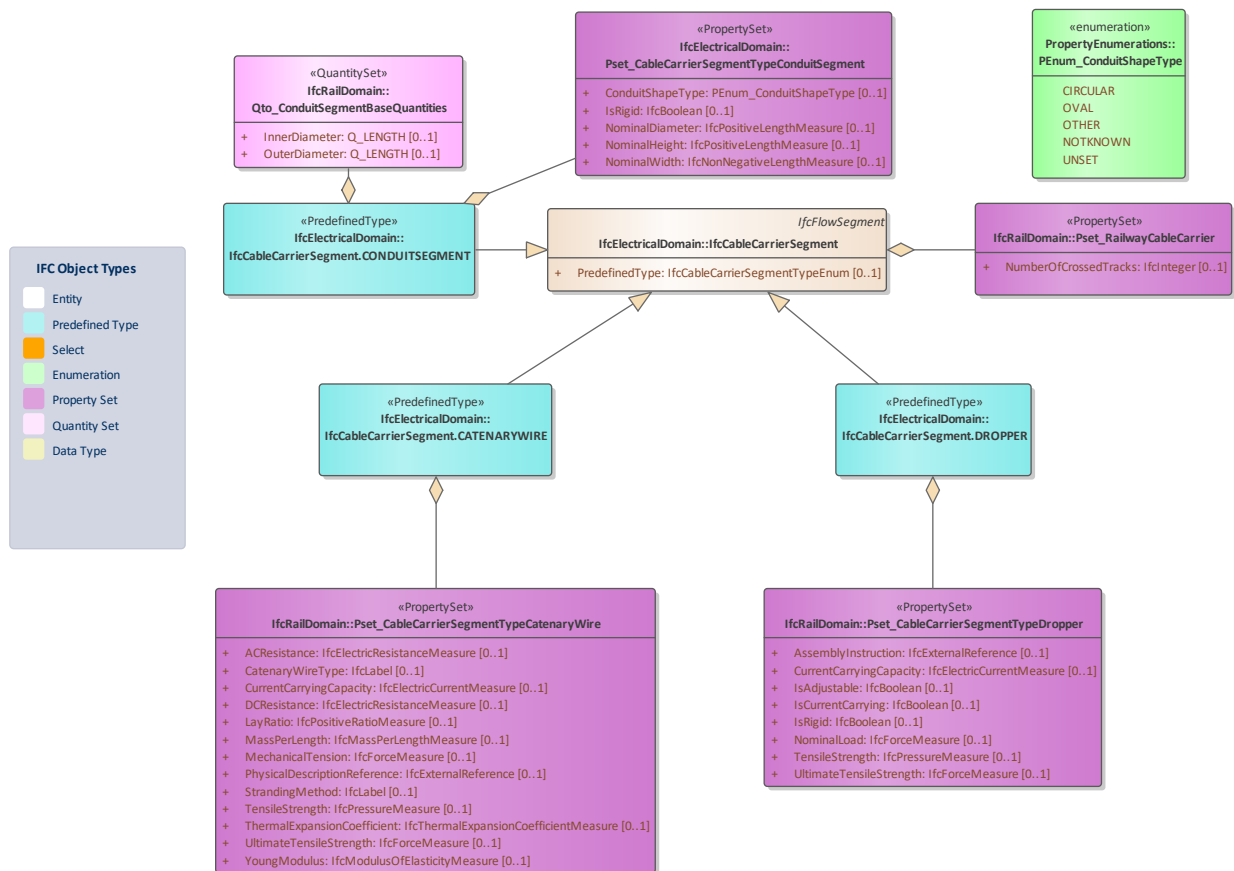 «PropertySet»
IfcElectricalDomain::
Pset_CableCarrierSegmentTypeConduitSegment
+ ConduitShapeType: PEnum_ConduitShapeType [0..1]
+ IsRigid: IfcBoolean [0..1]
+ NominalDiameter: IfcPositiveLengthMeasure [0..1]
+ NominalHeight: IfcPositiveLengthMeasure [0..1]
+ NominalWidth: IfcNonNegativeLengthMeasure [0..1]
«enumeration»
PropertyEnumerations::
PEnum_ConduitShapeType
CIRCULAR
OVAL
OTHER
NOTKNOWN
UNSET
«QuantitySet»
IfcRailDomain::
Qto_ConduitSegmentBaseQuantities
+ InnerDiameter: Q_LENGTH [0..1]
+ OuterDiameter: Q_LENGTH [0..1]
«PredefinedType»
IfcElectricalDomain::
IfcCableCarrierSegment.CONDUITSEGMENT
IfcFlowSegment
IfcElectricalDomain::IfcCableCarrierSegment
+ PredefinedType: IfcCableCarrierSegmentTypeEnum [0..1]
«PropertySet»
IfcRailDomain::Pset_RailwayCableCarrier
+ NumberOfCrossedTracks: IfcInteger [0..1]
IFC Object Types
Entity
Predefined Type
Select
Enumeration
Property Set
Quantity Set
Data Type
«PredefinedType»
IfcElectricalDomain::
IfcCableCarrierSegment.CATENARYWIRE
«PredefinedType»
IfcElectricalDomain::
IfcCableCarrierSegment.DROPPER
«PropertySet»
IfcRailDomain::Pset_CableCarrierSegmentTypeCatenaryWire
+ ACResistance: IfcElectricResistanceMeasure [0..1]
+ CatenaryWireType: IfcLabel [0..1]
+ CurrentCarryingCapacity: IfcElectricCurrentMeasure [0..1]
+ DCResistance: IfcElectricResistanceMeasure [0..1]
+ LayRatio: IfcPositiveRatioMeasure [0..1]
+ MassPerLength: IfcMassPerLengthMeasure [0..1]
+ MechanicalTension: IfcForceMeasure [0..1]
+ PhysicalDescriptionReference: IfcExternalReference [0..1]
+ StrandingMethod: IfcLabel [0..1]
+ TensileStrength: IfcPressureMeasure [0..1]
+ ThermalExpansionCoefficient: IfcThermalExpansionCoefficientMeasure [0..1]
+ UltimateTensileStrength: IfcForceMeasure [0..1]
+ YoungModulus: IfcModulusOfElasticityMeasure [0..1]
«PropertySet»
IfcRailDomain::Pset_CableCarrierSegmentTypeDropper
+ AssemblyInstruction: IfcExternalReference [0..1]
+ CurrentCarryingCapacity: IfcElectricCurrentMeasure [0..1]
+ IsAdjustable: IfcBoolean [0..1]
+ IsCurrentCarrying: IfcBoolean [0..1]
+ IsRigid: IfcBoolean [0..1]
+ NominalLoad: IfcForceMeasure [0..1]
+ TensileStrength: IfcPressureMeasure [0..1]
+ UltimateTensileStrength: IfcForceMeasure [0..1]